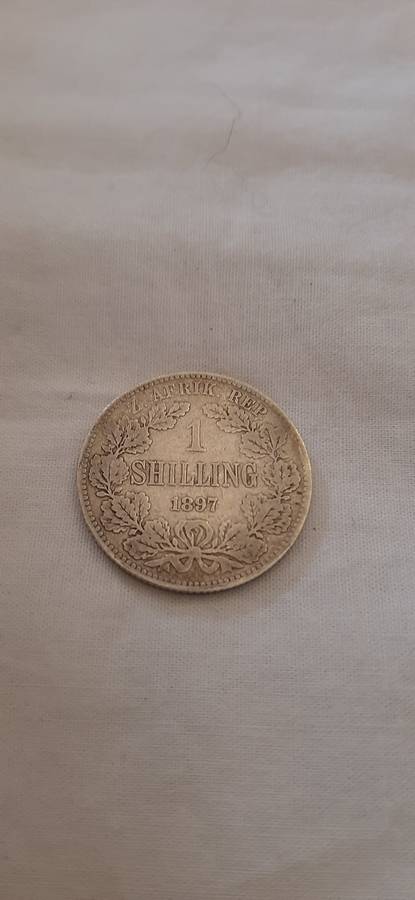 Z. AFRIK REP
1
SHILLING
1897